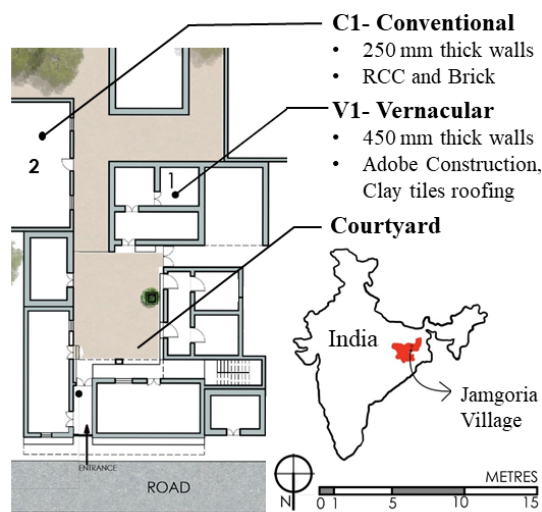 C1- Conventional
• 250 mm thick walls
• RCC and Brick
V1- Vernacular
• 450 mm thick walls
• Adobe Construction,
Clay tiles roofing
Courtyard
2
1
India
Jamgoria
Village
ENTRANCE
ROAD
N
METRES
0 1 5 10 15